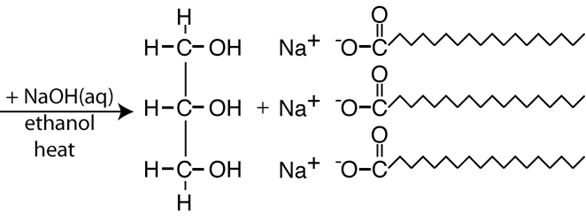 H
O
H–C–OH Na⁺ ⁻O–C
O
+ NaOH(aq)
H–C–OH + Na⁺ ⁻O–C
ethanol
heat
O
H–C–OH Na⁺ ⁻O–C
H